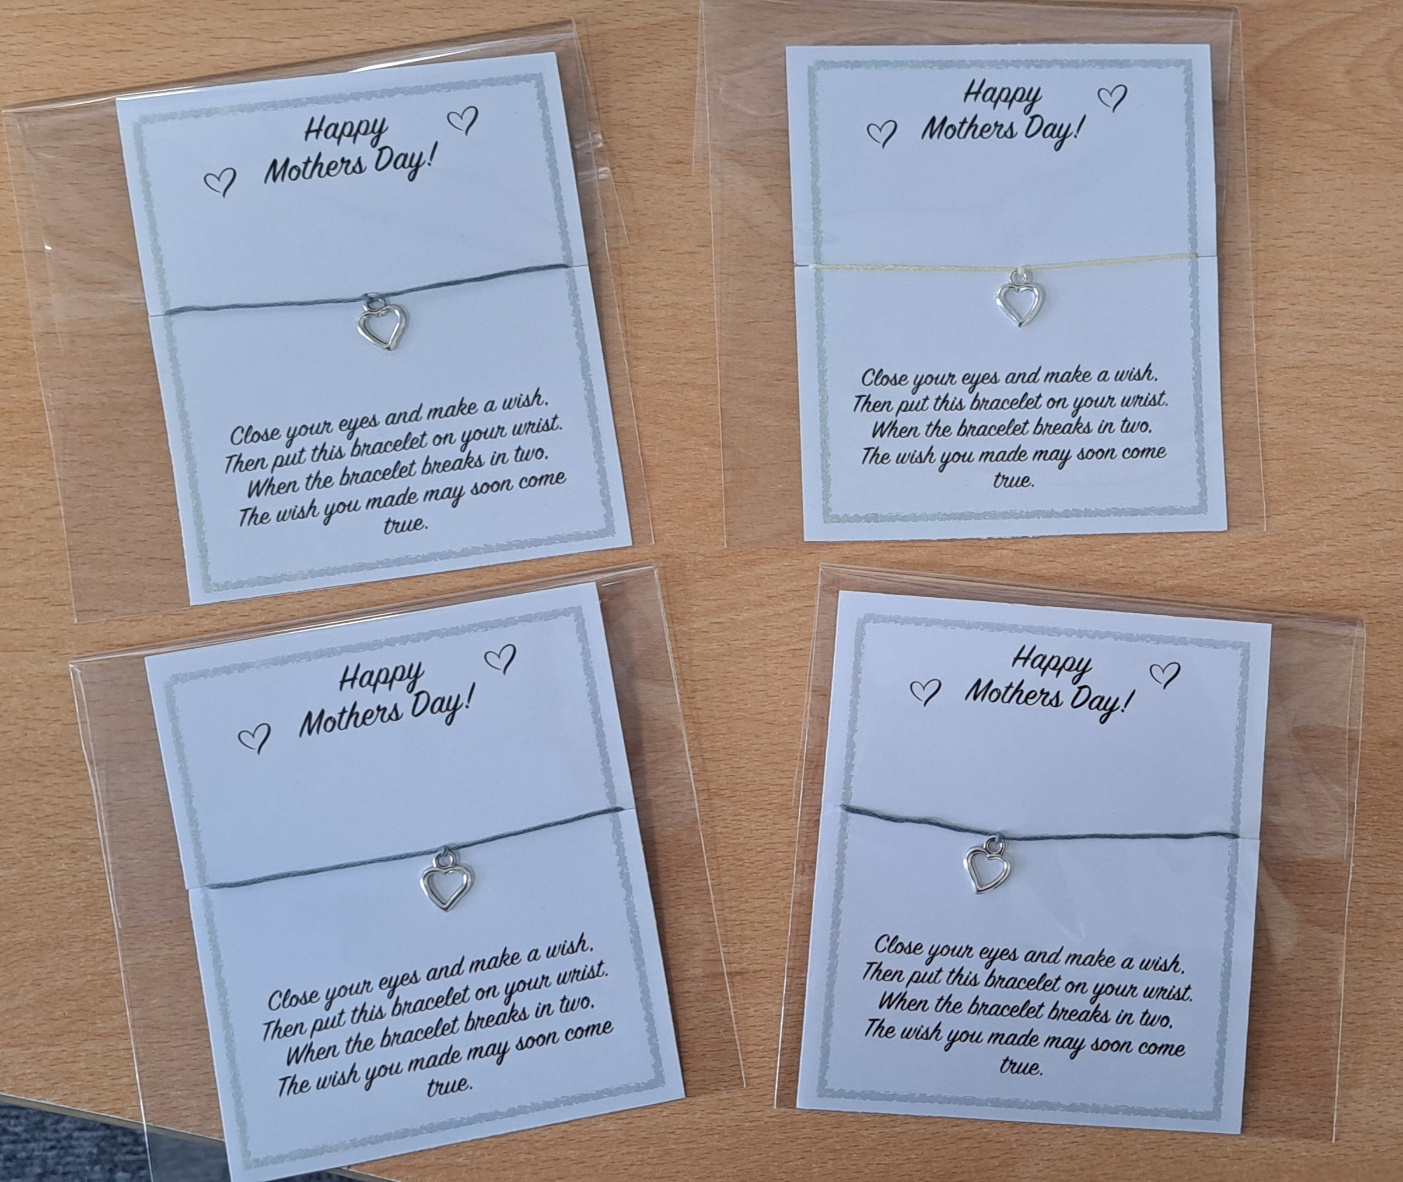 Happy
Mothers Day!
Close your eyes and make a wish,
Then put this bracelet on your wrist.
When the bracelet breaks in two,
The wish you made may soon come
true.
Happy
Mothers Day!
Close your eyes and make a wish,
Then put this bracelet on your wrist.
When the bracelet breaks in two,
The wish you made may soon come
true.
Happy
Mothers Day!
Close your eyes and make a wish,
Then put this bracelet on your wrist.
When the bracelet breaks in two,
The wish you made may soon come
true.
Happy
Mothers Day!
Close your eyes and make a wish,
Then put this bracelet on your wrist.
When the bracelet breaks in two,
The wish you made may soon come
true.